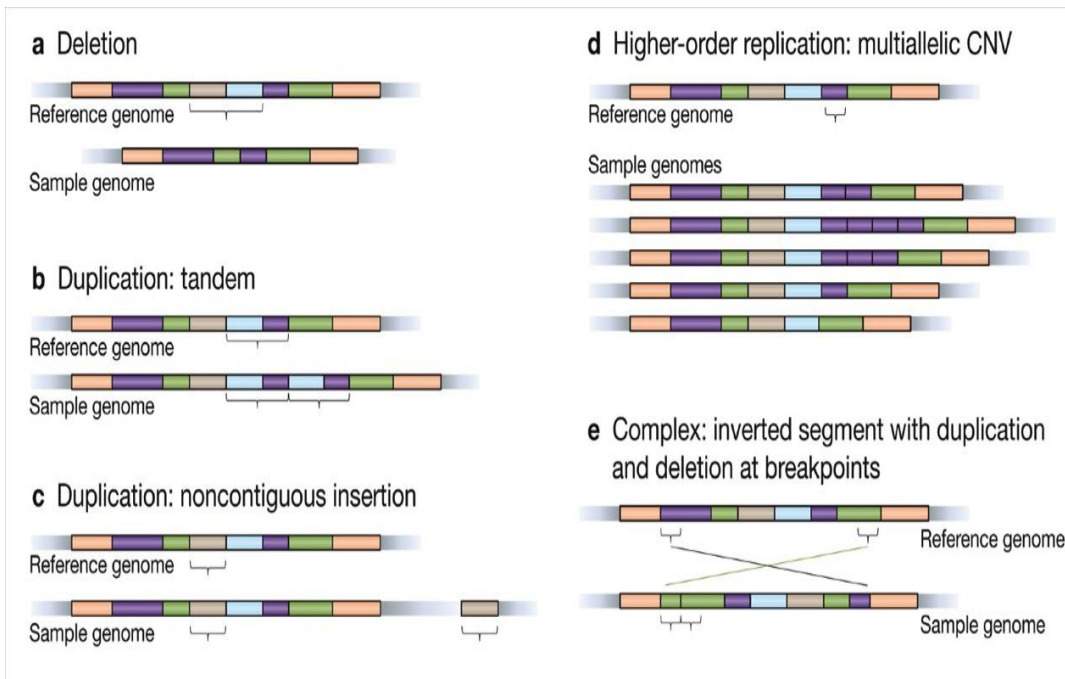 a Deletion
Reference genome
Sample genome
b Duplication: tandem
Reference genome
Sample genome
c Duplication: noncontiguous insertion
Reference genome
Sample genome
d Higher-order replication: multiallelic CNV
Reference genome
Sample genomes
e Complex: inverted segment with duplication
and deletion at breakpoints
Reference genome
Sample genome